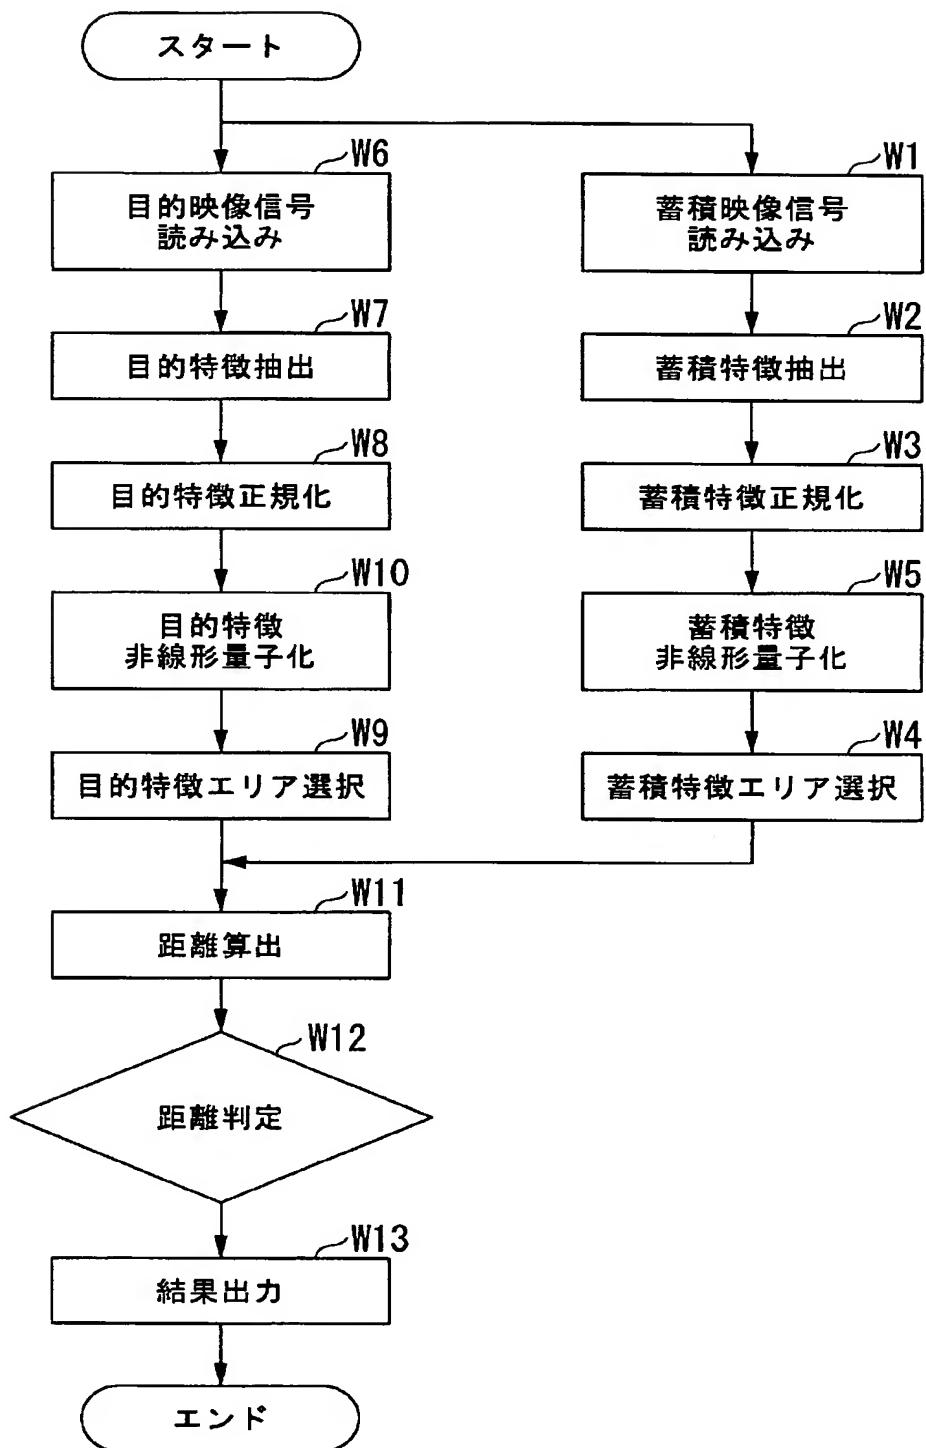 スタート
W6
目的映像信号
読み込み
W7
目的特徴抽出
W8
目的特徴正規化
W10
目的特徴
非線形量子化
W9
目的特徴エリア選択
W1
蓄積映像信号
読み込み
W2
蓄積特徴抽出
W3
蓄積特徴正規化
W5
蓄積特徴
非線形量子化
W4
蓄積特徴エリア選択
W11
距離算出
W12
距離判定
W13
結果出力
エンド